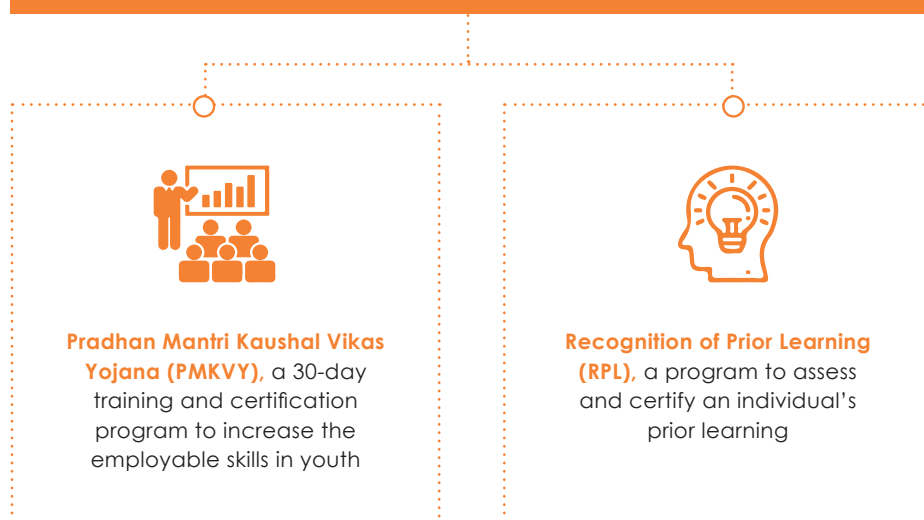 Pradhan Mantri Kaushal Vikas
Yojana (PMKVY), a 30-day
training and certification
program to increase the
employable skills in youth
Recognition of Prior Learning
(RPL), a program to assess
and certify an individual's
prior learning